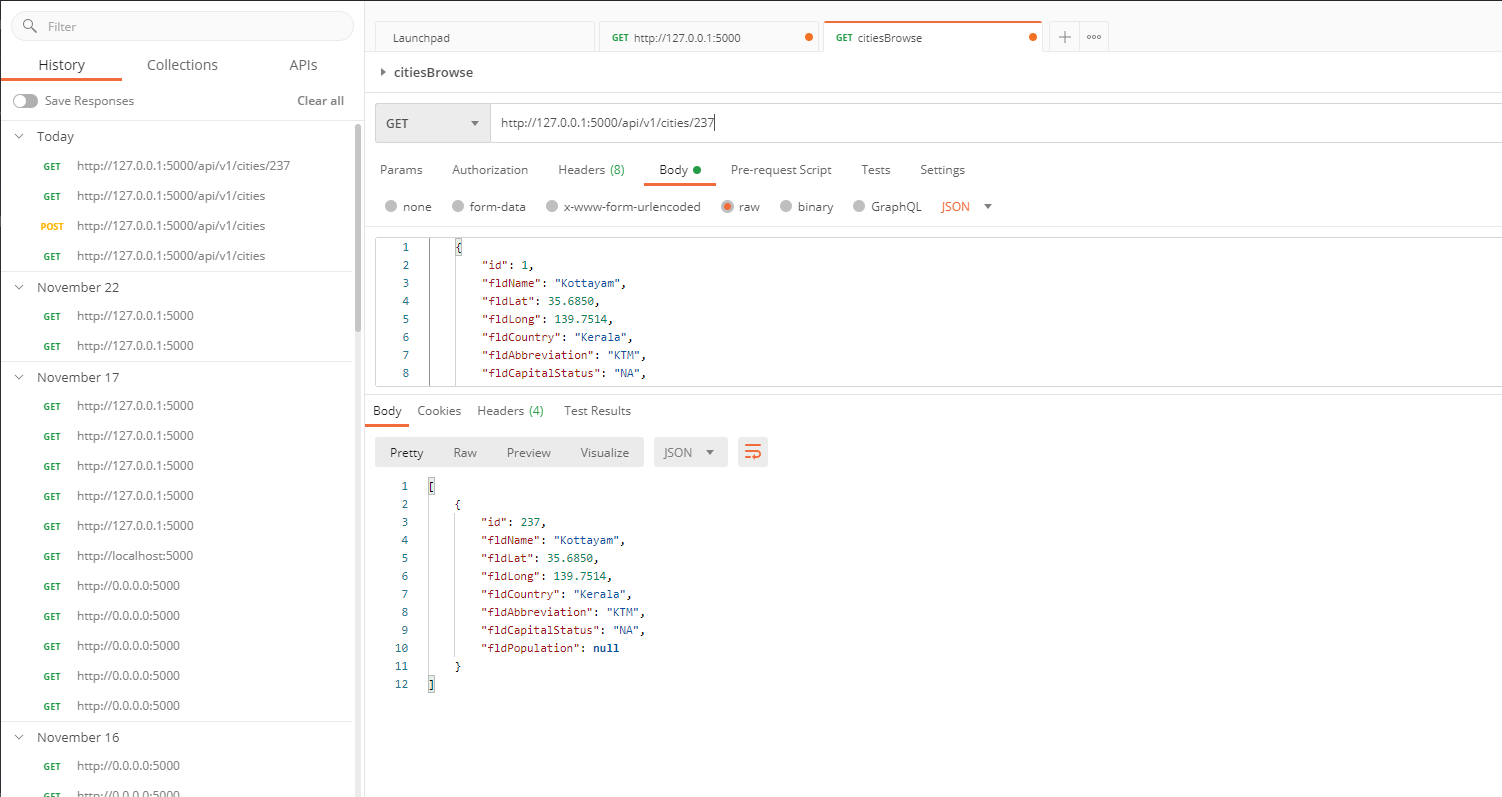 Filter
History Collections APIs
Save Responses Clear all
Today
GET http://127.0.0.1:5000/api/v1/cities/237
GET http://127.0.0.1:5000/api/v1/cities
POST http://127.0.0.1:5000/api/v1/cities
GET http://127.0.0.1:5000/api/v1/cities
November 22
GET http://127.0.0.1:5000
GET http://127.0.0.1:5000
November 17
GET http://127.0.0.1:5000
GET http://127.0.0.1:5000
GET http://127.0.0.1:5000
GET http://127.0.0.1:5000
GET http://127.0.0.1:5000
GET http://localhost:5000
GET http://0.0.0.0:5000
GET http://0.0.0.0:5000
GET http://0.0.0.0:5000
GET http://0.0.0.0:5000
GET http://0.0.0.0:5000
November 16
GET http://0.0.0.0:5000
GET http://0.0.0.0:5000
Launchpad GET http://127.0.0.1:5000 GET citiesBrowse
citiesBrowse
GET http://127.0.0.1:5000/api/v1/cities/237
Params Authorization Headers (8) Body Pre-request Script Tests Settings
none form-data x-www-form-urlencoded raw binary GraphQL JSON
1 {
2 "id": 1,
3 "fldName": "Kottayam",
4 "fldLat": 35.6850,
5 "fldLong": 139.7514,
6 "fldCountry": "Kerala",
7 "fldAbbreviation": "KTM",
8 "fldCapitalStatus": "NA",
Body Cookies Headers (4) Test Results
Pretty Raw Preview Visualize JSON
1 [
2 {
3 "id": 237,
4 "fldName": "Kottayam",
5 "fldLat": 35.6850,
6 "fldLong": 139.7514,
7 "fldCountry": "Kerala",
8 "fldAbbreviation": "KTM",
9 "fldCapitalStatus": "NA",
10 "fldPopulation": null
11 }
12 ]